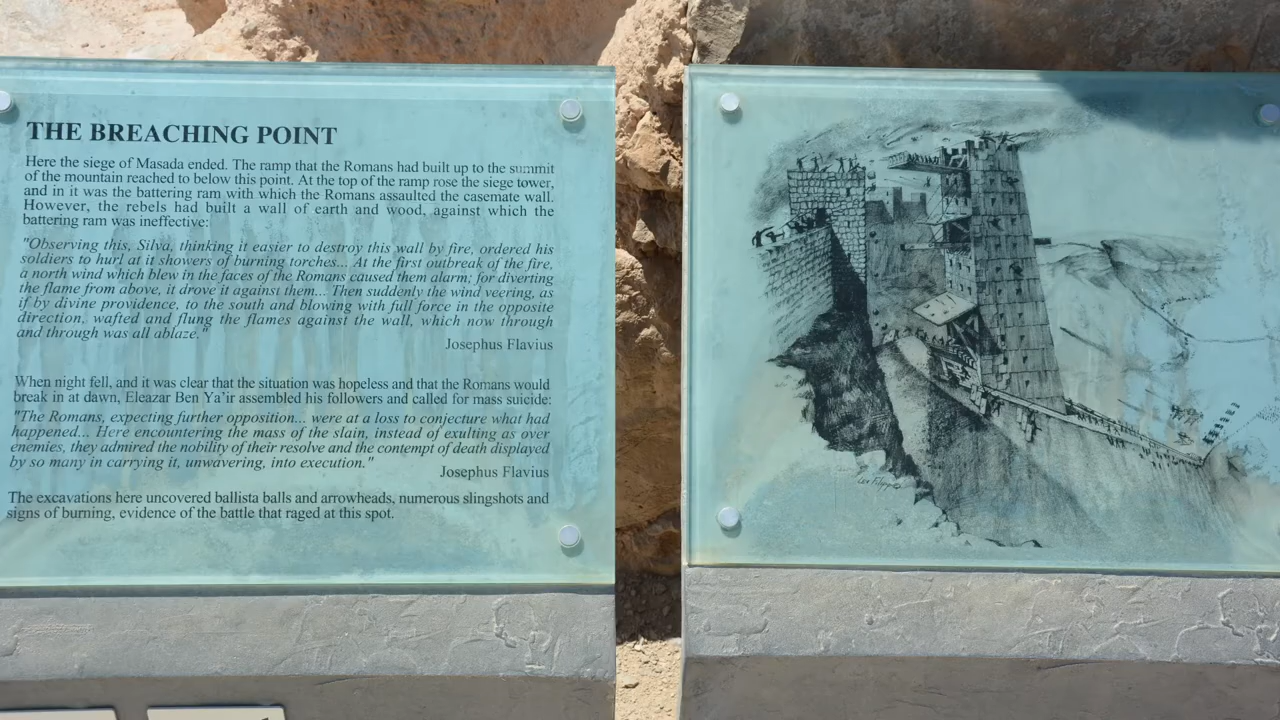 THE BREACHING POINT
Here the siege of Masada ended. The ramp that the Romans had built up to the summit
of the mountain reached to below this point. At the top of the ramp rose the siege tower,
and in it was the battering ram with which the Romans assaulted the casemate wall.
However, the rebels had built a wall of earth and wood, against which the
battering ram was ineffective:
"Observing this, Silva, thinking it easier to destroy this wall by fire, ordered his
soldiers to hurl at it showers of burning torches... At the first outbreak of the fire,
a north wind which blew in the faces of the Romans caused them alarm; for diverting
the flame from above, it drove it against them... Then suddenly the wind veering, as
if by divine providence, to the south and blowing with full force in the opposite
direction, wafted and flung the flames against the wall, which now through
and through was all ablaze."
Josephus Flavius
When night fell, and it was clear that the situation was hopeless and that the Romans would
break in at dawn, Eleazar Ben Ya'ir assembled his followers and called for mass suicide:
"The Romans, expecting further opposition... were at a loss to conjecture what had
happened... Here encountering the mass of the slain, instead of exulting as over
enemies, they admired the nobility of their resolve and the contempt of death displayed
by so many in carrying it, unwavering, into execution."
Josephus Flavius
The excavations here uncovered ballista balls and arrowheads, numerous slingshots and
signs of burning, evidence of the battle that raged at this spot.